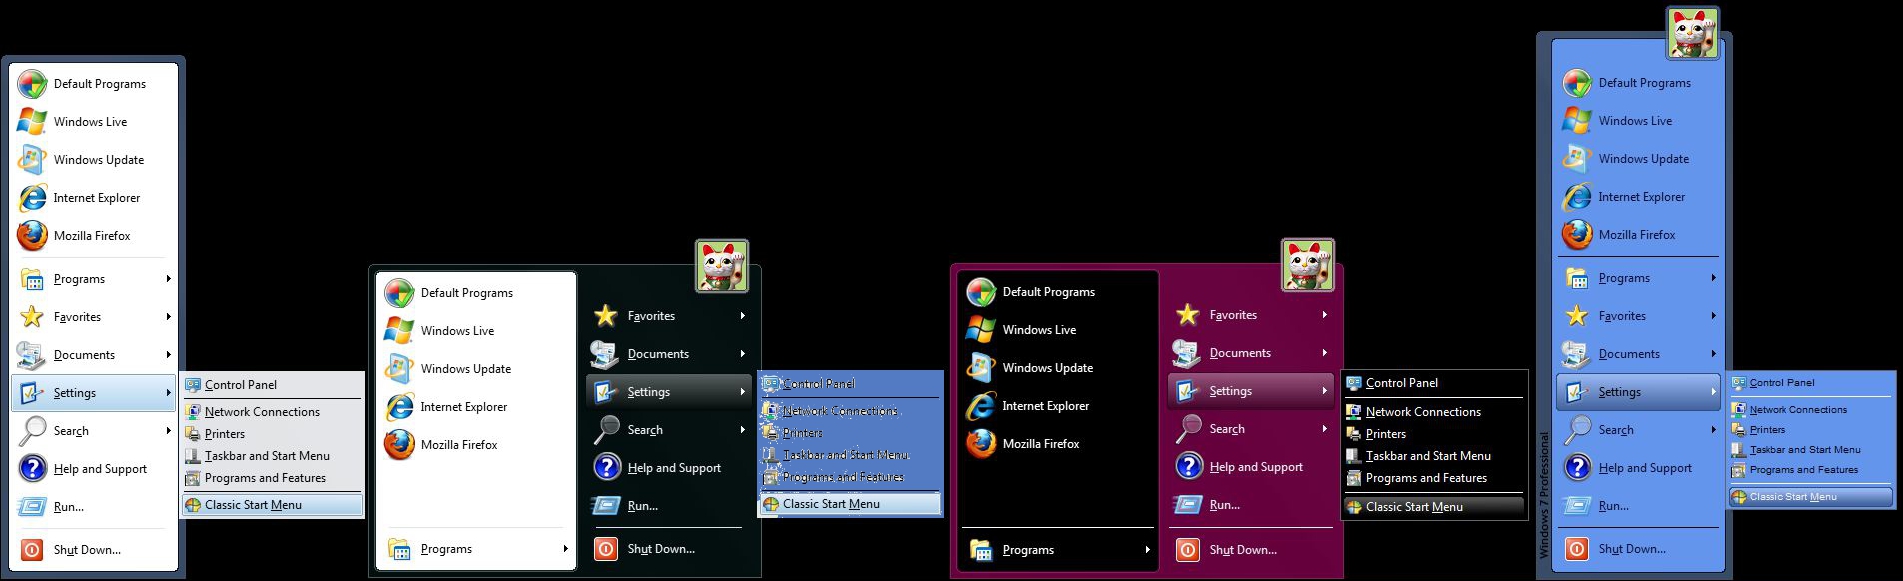 Default Programs
Windows Live
Windows Update
Internet Explorer
Mozilla Firefox
Programs
Favorites
Documents
Settings
Search
Help and Support
Run...
Shut Down...
Control Panel
Network Connections
Printers
Taskbar and Start Menu
Programs and Features
Classic Start Menu
Default Programs
Windows Live
Windows Update
Internet Explorer
Mozilla Firefox
Programs
Favorites
Documents
Settings
Search
Help and Support
Run...
Shut Down...
Control Panel
Network Connections
Printers
Taskbar and Start Menu
Programs and Features
Classic Start Menu
Default Programs
Windows Live
Windows Update
Internet Explorer
Mozilla Firefox
Programs
Favorites
Documents
Settings
Search
Help and Support
Run...
Shut Down...
Control Panel
Network Connections
Printers
Taskbar and Start Menu
Programs and Features
Classic Start Menu
Windows 7 Professional
Default Programs
Windows Live
Windows Update
Internet Explorer
Mozilla Firefox
Programs
Favorites
Documents
Settings
Search
Help and Support
Run...
Shut Down...
Control Panel
Network Connections
Printers
Taskbar and Start Menu
Programs and Features
Classic Start Menu